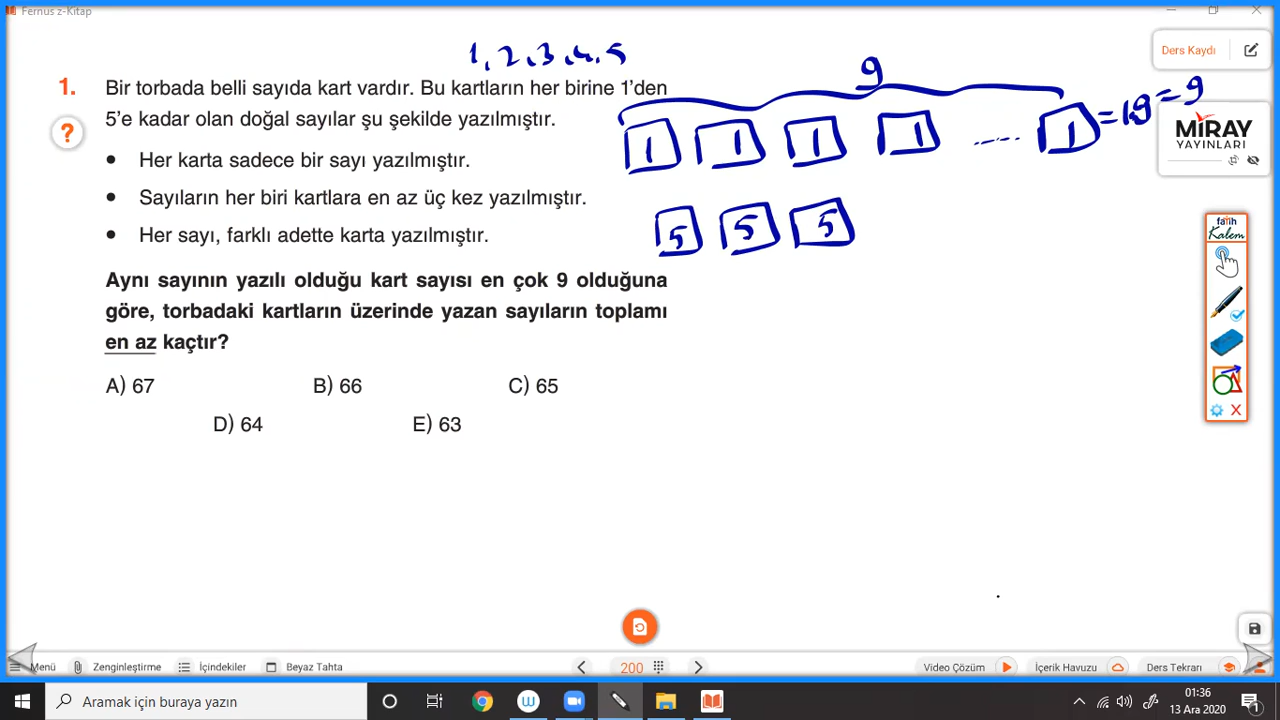 Fernus z-Kitap
1, 2, 3, 4, 5
9
Ders Kaydı
1. Bir torbada belli sayıda kart vardır. Bu kartların her birine 1'den
5'e kadar olan doğal sayılar şu şekilde yazılmıştır.
? 
1 1 1 1 ..... 1 = 1.9 = 9
MİRAY
YAYINLARI
• Her karta sadece bir sayı yazılmıştır.
• Sayıların her biri kartlara en az üç kez yazılmıştır.
• Her sayı, farklı adette karta yazılmıştır.
5 5 5
fatih
Kalem
Aynı sayının yazılı olduğu kart sayısı en çok 9 olduğuna
göre, torbadaki kartların üzerinde yazan sayıların toplamı
en az kaçtır?
A) 67 B) 66 C) 65
D) 64 E) 63
Menü Zenginleştirme İçindekiler Beyaz Tahta 200 Video Çözüm İçerik Havuzu Ders Tekrarı
Aramak için buraya yazın
01:36
13 Ara 2020
1